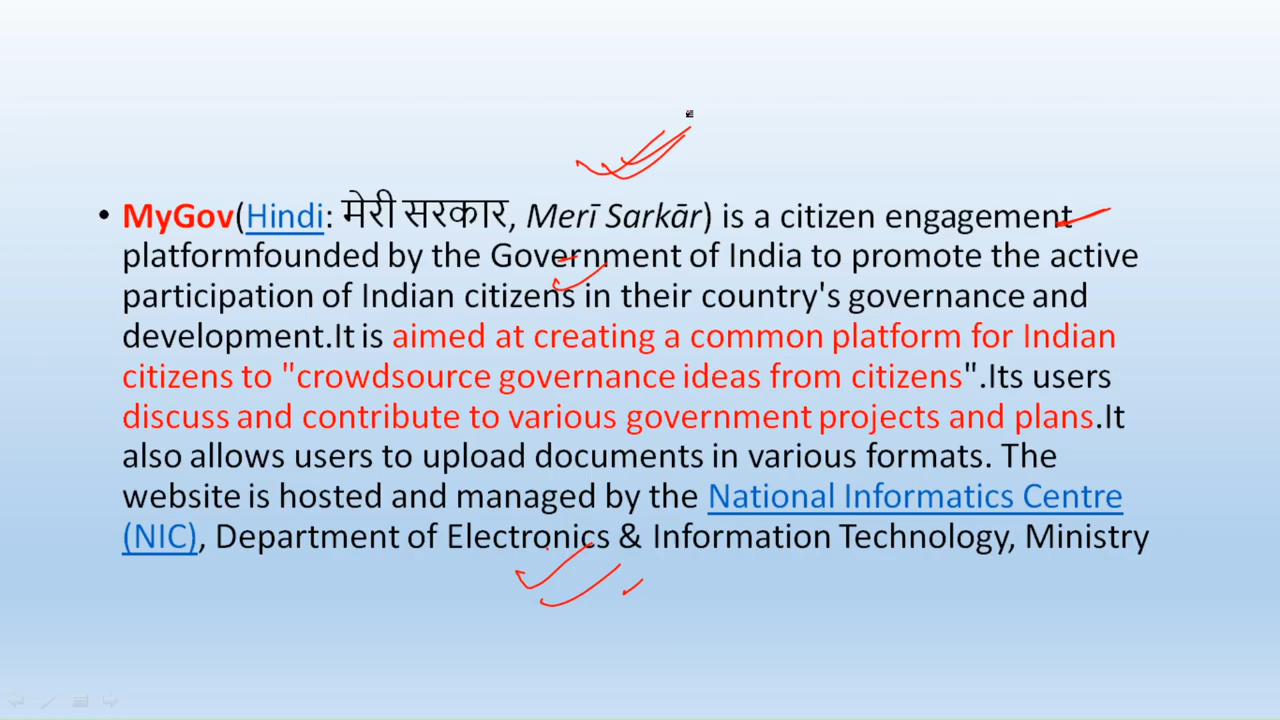 • MyGov(Hindi: मेरी सरकार, Merī Sarkār) is a citizen engagement
platformfounded by the Government of India to promote the active
participation of Indian citizens in their country's governance and
development.It is aimed at creating a common platform for Indian
citizens to "crowdsource governance ideas from citizens".Its users
discuss and contribute to various government projects and plans.It
also allows users to upload documents in various formats. The
website is hosted and managed by the National Informatics Centre
(NIC), Department of Electronics & Information Technology, Ministry